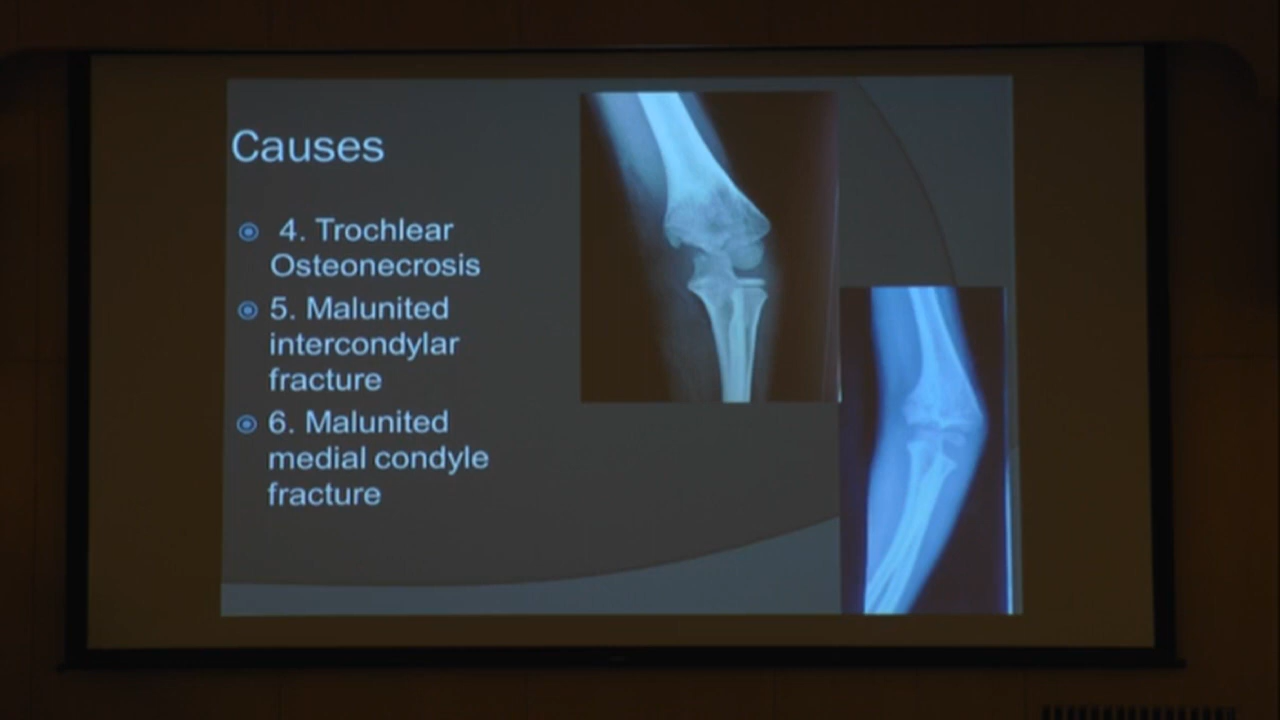 Causes
4. Trochlear
Osteonecrosis
5. Malunited
intercondylar
fracture
6. Malunited
medial condyle
fracture